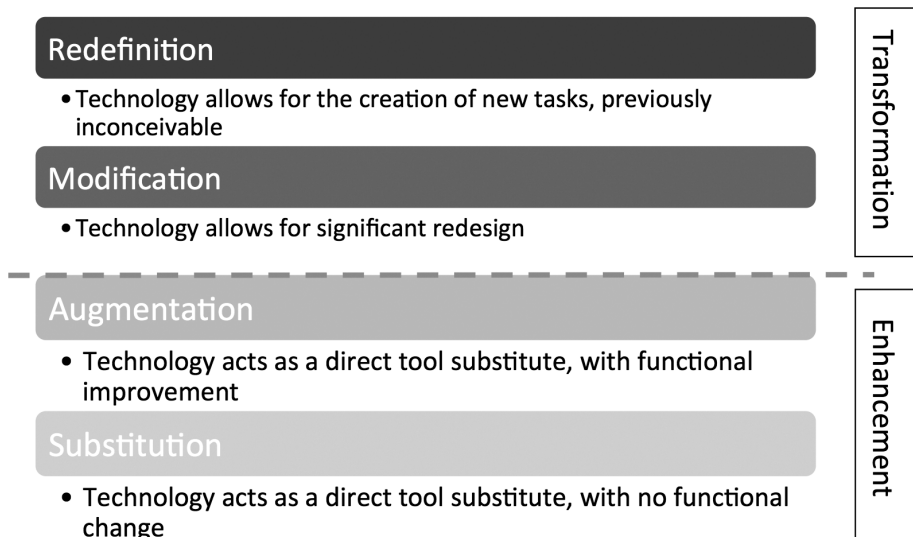 Redefinition
• Technology allows for the creation of new tasks, previously
inconceivable
Modification
• Technology allows for significant redesign
Transformation
Augmentation
• Technology acts as a direct tool substitute, with functional
improvement
Substitution
• Technology acts as a direct tool substitute, with no functional
change
Enhancement